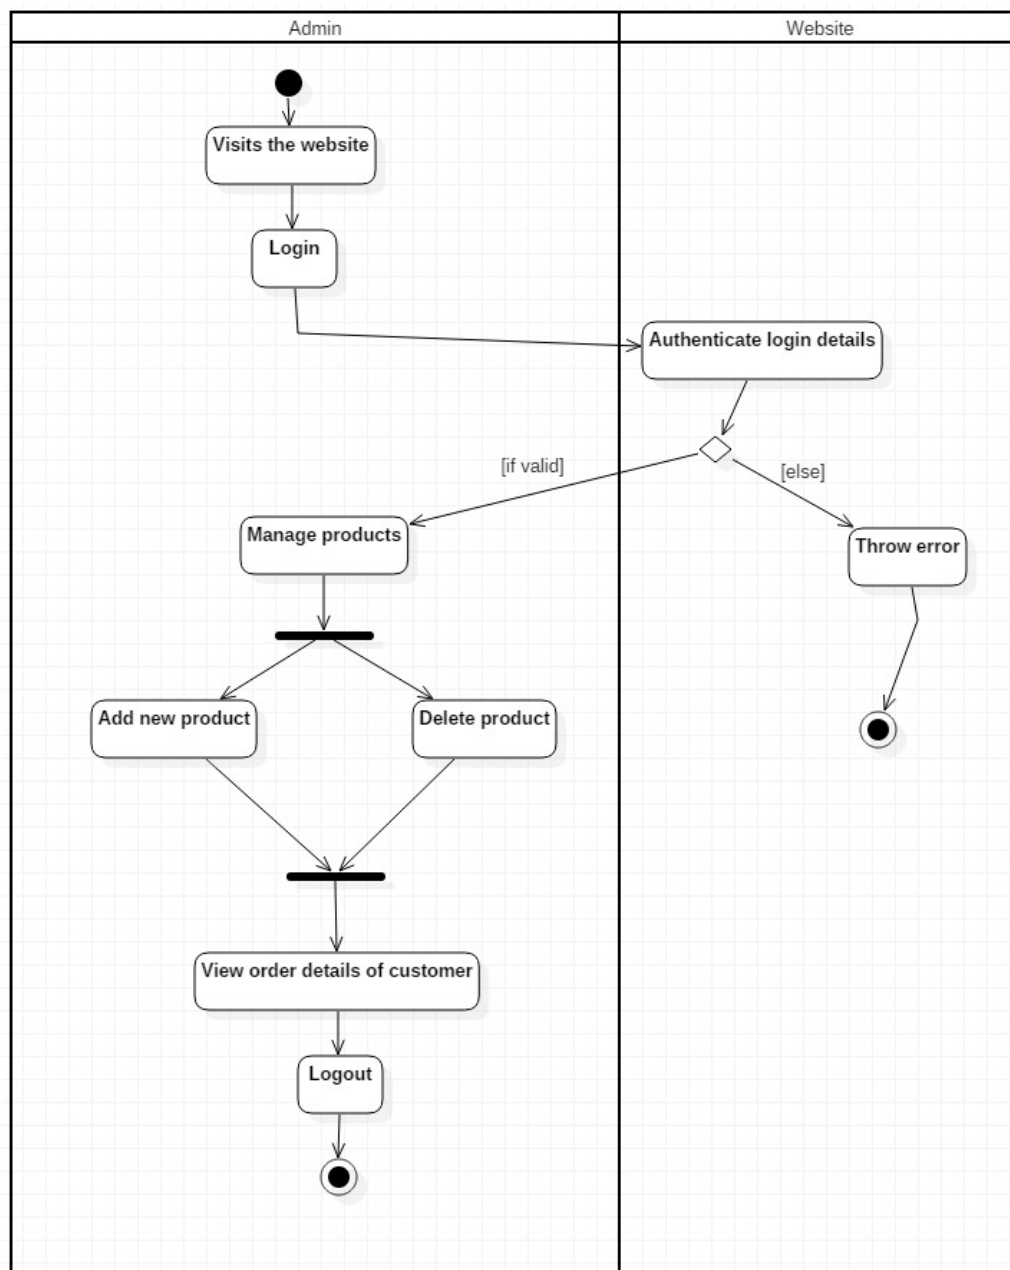 Admin
Website
Visits the website
Login
Authenticate login details
[if valid]
[else]
Manage products
Throw error
Add new product
Delete product
View order details of customer
Logout